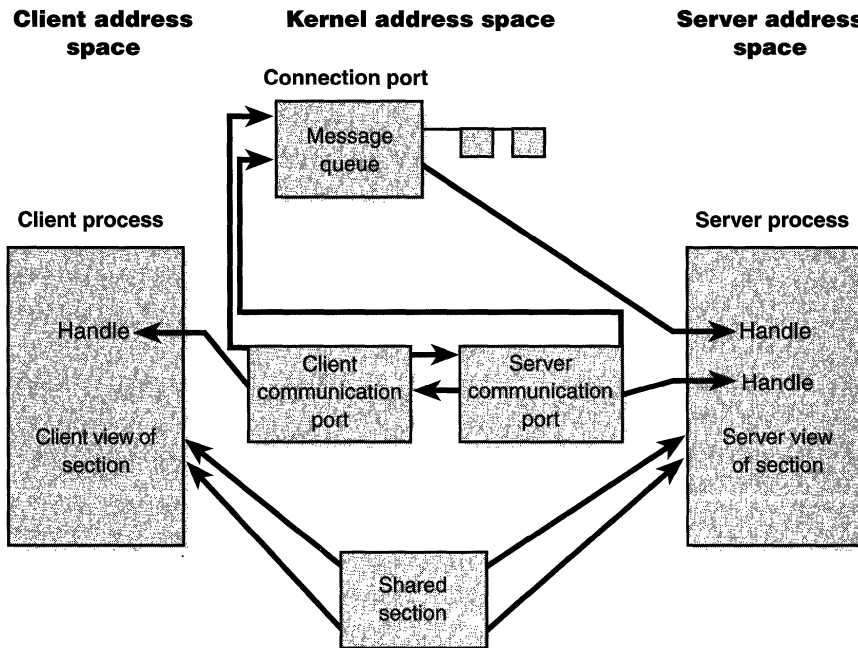 Client address
space
Kernel address space
Server address
space
Connection port
Message
queue
Client process
Server process
Handle
Handle
Client
communication
port
Server
communication
port
Handle
Client view of
section
Server view
of section
Shared
section